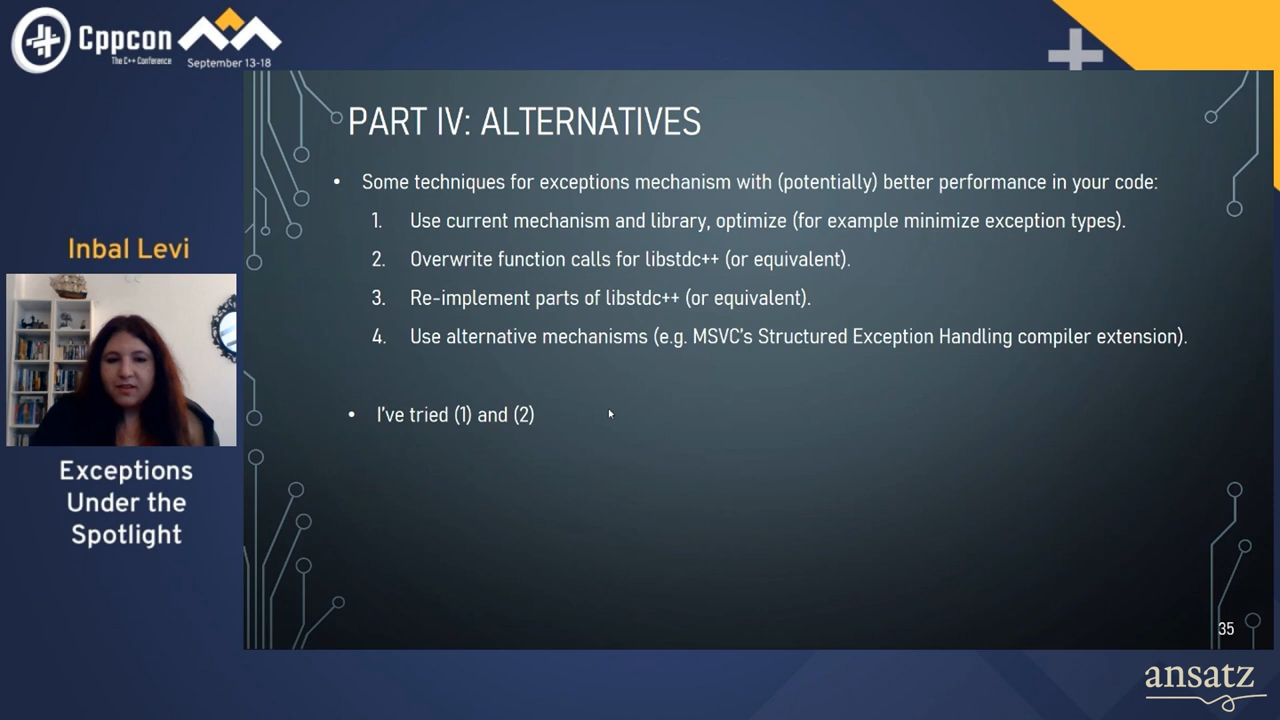 Cppcon
The C++ Conference
September 13-18
PART IV: ALTERNATIVES
• Some techniques for exceptions mechanism with (potentially) better performance in your code:
1. Use current mechanism and library, optimize (for example minimize exception types).
2. Overwrite function calls for libstdc++ (or equivalent).
3. Re-implement parts of libstdc++ (or equivalent).
4. Use alternative mechanisms (e.g. MSVC's Structured Exception Handling compiler extension).
• I've tried (1) and (2)
Inbal Levi
Exceptions
Under the
Spotlight
35
ansatz